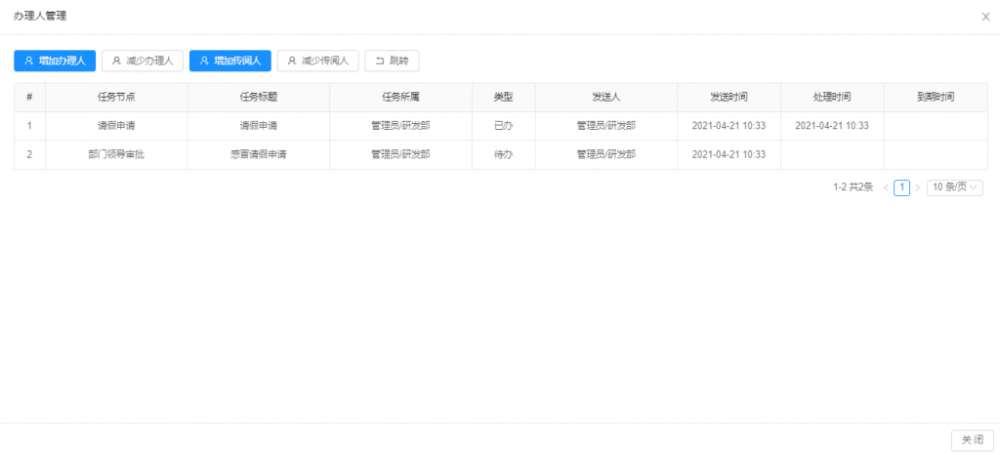 办理人管理
增加办理人 减少办理人 增加传阅人 减少传阅人 跳转
# 任务节点 任务标题 任务所属 类型 发送人 发送时间 处理时间 到期时间
1 请假申请 请假申请 管理员/研发部 已办 管理员/研发部 2021-04-21 10:33 2021-04-21 10:33
2 部门领导审批 感冒请假申请 管理员/研发部 待办 管理员/研发部 2021-04-21 10:33
1-2 共2条 < 1 > 10 条/页
关 闭